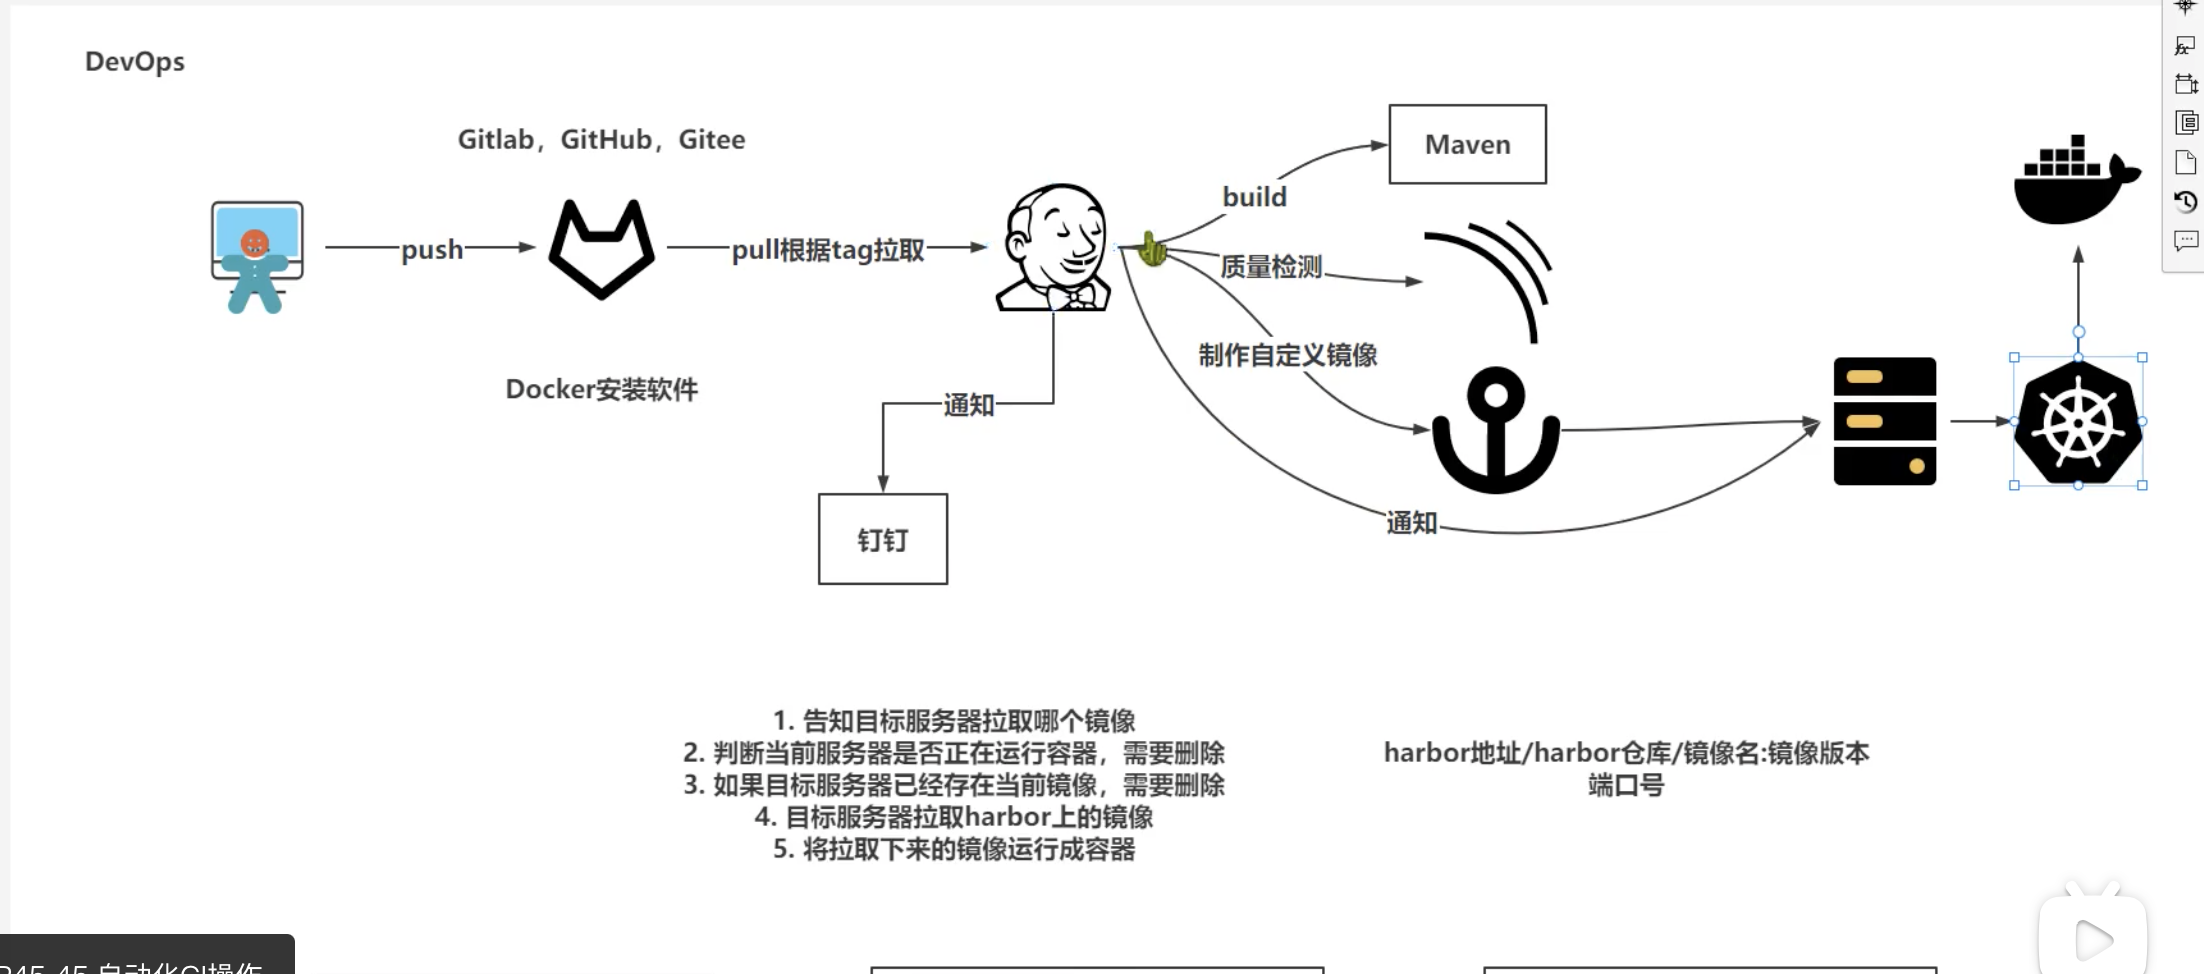 DevOps
Gitlab，GitHub，Gitee
Maven
build
push
pull根据tag拉取
质量检测
制作自定义镜像
Docker安装软件
通知
通知
钉钉
1. 告知目标服务器拉取哪个镜像
2. 判断当前服务器是否正在运行容器，需要删除
3. 如果目标服务器已经存在当前镜像，需要删除
4. 目标服务器拉取harbor上的镜像
5. 将拉取下来的镜像运行成容器
harbor地址/harbor仓库/镜像名:镜像版本
端口号
P45-45.自动化CI操作
fx